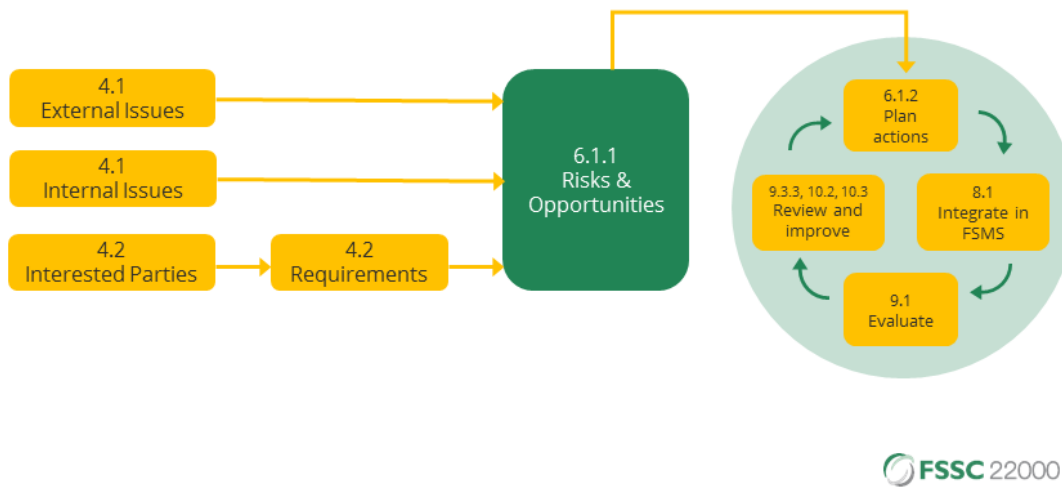 4.1
External Issues
4.1
Internal Issues
4.2
Interested Parties
4.2
Requirements
6.1.1
Risks &
Opportunities
6.1.2
Plan
actions
8.1
Integrate in
FSMS
9.1
Evaluate
9.3.3, 10.2, 10.3
Review and
improve
FSSC 22000